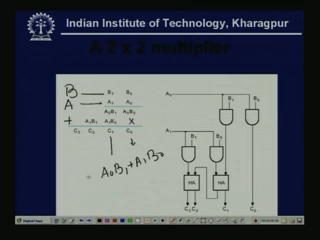 Indian Institute of Technology, Kharagpur
A 2 x 2 multiplier
B B₁ B₀
A A₁ A₀
A₀B₁ A₀B₀
+ A₁B₁ A₁B₀ X
C₃ C₂ C₁ C₀
A₀B₁+A₁B₀
A₀
B₁ B₀
A₁
B₁ B₀
HA HA
C₃ C₂ C₁ C₀